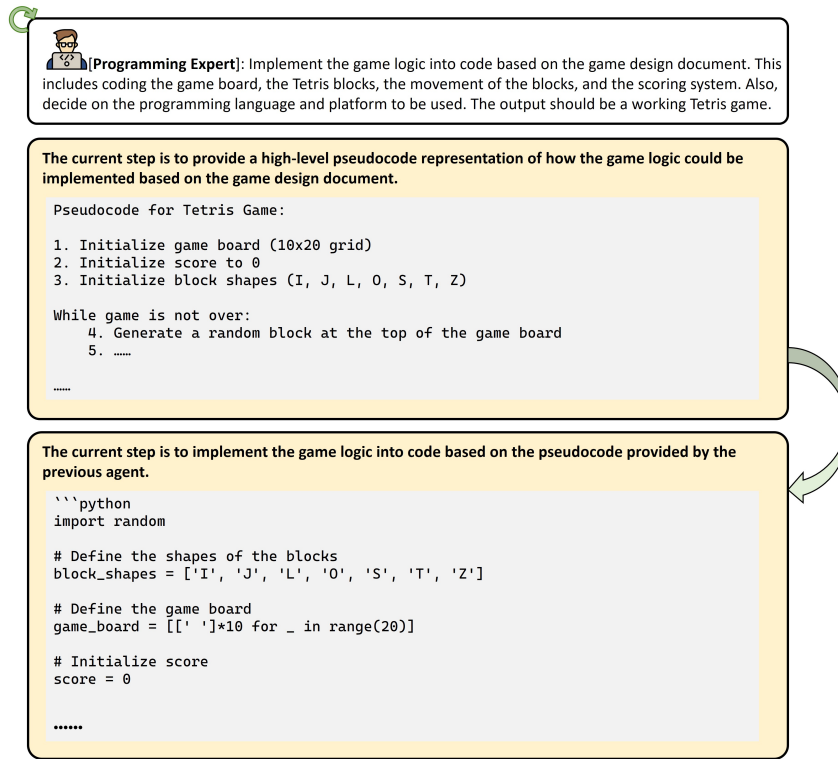 [Programming Expert]: Implement the game logic into code based on the game design document. This
includes coding the game board, the Tetris blocks, the movement of the blocks, and the scoring system. Also,
decide on the programming language and platform to be used. The output should be a working Tetris game.
The current step is to provide a high-level pseudocode representation of how the game logic could be
implemented based on the game design document.
Pseudocode for Tetris Game:
1. Initialize game board (10x20 grid)
2. Initialize score to 0
3. Initialize block shapes (I, J, L, O, S, T, Z)
While game is not over:
4. Generate a random block at the top of the game board
5. ……
……
The current step is to implement the game logic into code based on the pseudocode provided by the
previous agent.
```python
import random
# Define the shapes of the blocks
block_shapes = ['I', 'J', 'L', 'O', 'S', 'T', 'Z']
# Define the game board
game_board = [[' ']*10 for _ in range(20)]
# Initialize score
score = 0
……